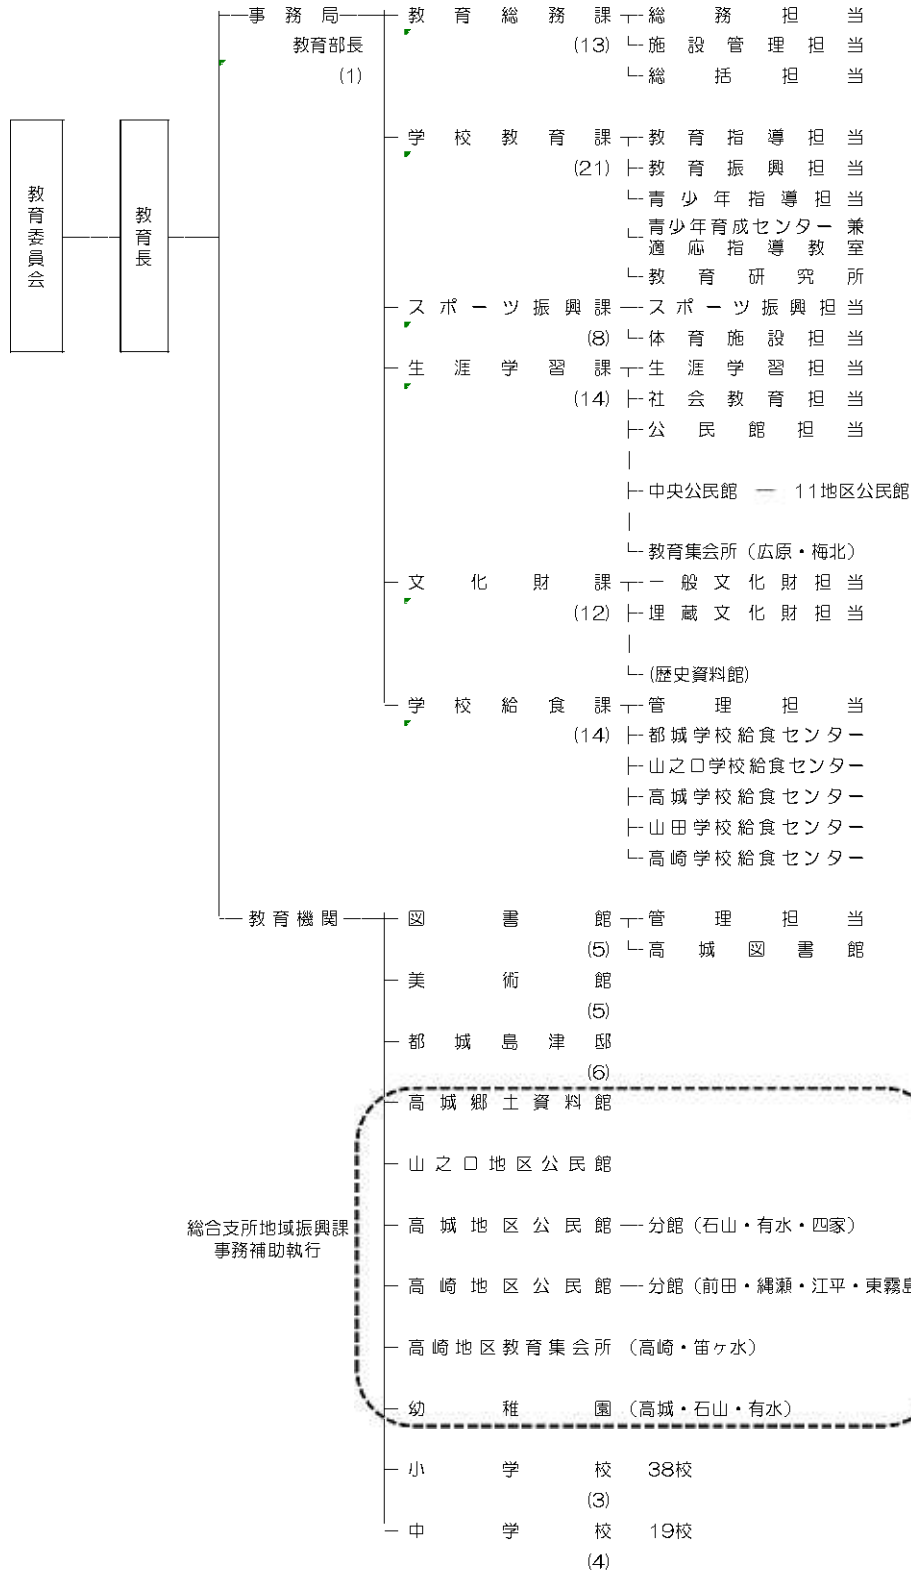 事務局 教育総務課 総務担当
教育部長 (13) 施設管理担当
(1) 総括担当
学校教育課 教育指導担当
(21) 教育振興担当
青少年指導担当
青少年育成センター 兼
適応指導教室
教育研究所
教育委員会
教育長
スポーツ振興課 スポーツ振興担当
(8) 体育施設担当
生涯学習課 生涯学習担当
(14) 社会教育担当
公民館担当
中央公民館 ― 11地区公民館
教育集会所（広原・梅北）
文化財課 一般文化財担当
(12) 埋蔵文化財担当
(歴史資料館)
学校給食課 管理担当
(14) 都城学校給食センター
山之口学校給食センター
高城学校給食センター
山田学校給食センター
高崎学校給食センター
教育機関 図書館 管理担当
(5) 高城図書館
美術館
(5)
都城島津邸
(6)
高城郷土資料館
山之口地区公民館
総合支所地域振興課
事務補助執行
高城地区公民館 ― 分館（石山・有水・四家）
高崎地区公民館 ― 分館（前田・縄瀬・江平・東霧島
高崎地区教育集会所（高崎・笛ヶ水）
幼稚園（高城・石山・有水）
小学校 38校
(3)
中学校 19校
(4)